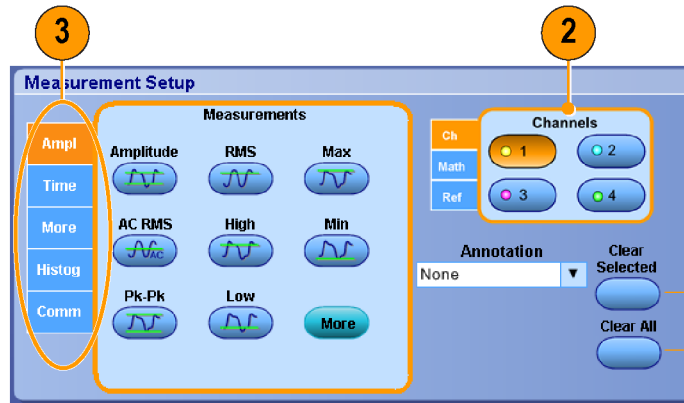 3
2
Measurement Setup
Ampl
Time
More
Histog
Comm
Measurements
Amplitude RMS Max
AC RMS High Min
AC
Pk-Pk Low
More
Ch
Math
Ref
Channels
1 2
3 4
Annotation
None
Clear
Selected
Clear All